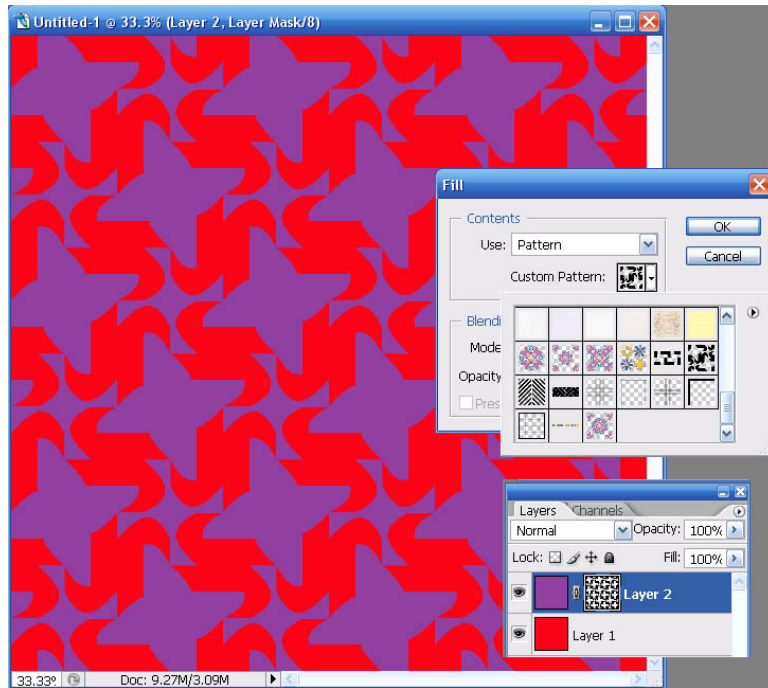 Untitled-1 @ 33.3% (Layer 2, Layer Mask/8)
Fill
Contents
Use: Pattern
OK
Cancel
Custom Pattern:
Blendi
Mode
Opacity
Pres
Layers Channels
Normal Opacity: 100%
Lock: Fill: 100%
Layer 2
Layer 1
33.33% Doc: 9.27M/3.09M